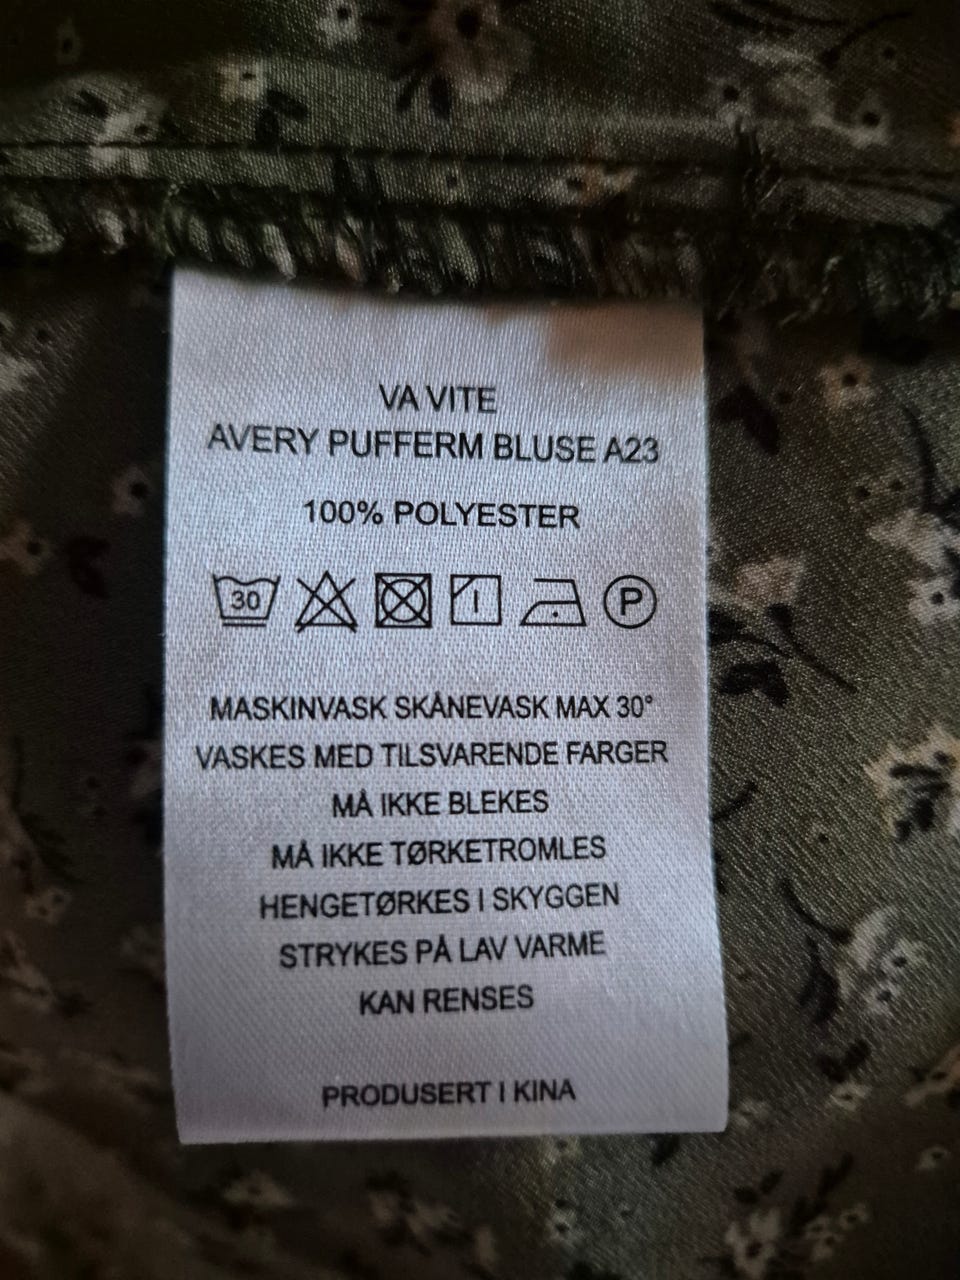 VA VITE
AVERY PUFFERM BLUSE A23
100% POLYESTER
30 P
MASKINVASK SKÅNEVASK MAX 30°
VASKES MED TILSVARENDE FARGER
MÅ IKKE BLEKES
MÅ IKKE TØRKETROMLES
HENGETØRKES I SKYGGEN
STRYKES PÅ LAV VARME
KAN RENSES
PRODUSERT I KINA